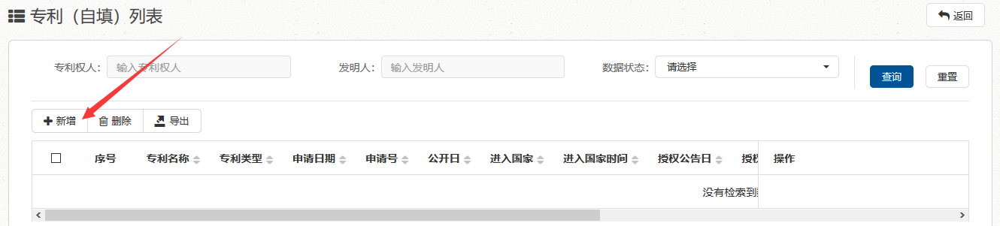 专利（自填）列表
返回
专利权人： 输入专利权人 发明人： 输入发明人 数据状态： 请选择 查询 重置
新增 删除 导出
序号 专利名称 专利类型 申请日期 申请号 公开日 进入国家 进入国家时间 授权公告日 授权 操作
没有检索到